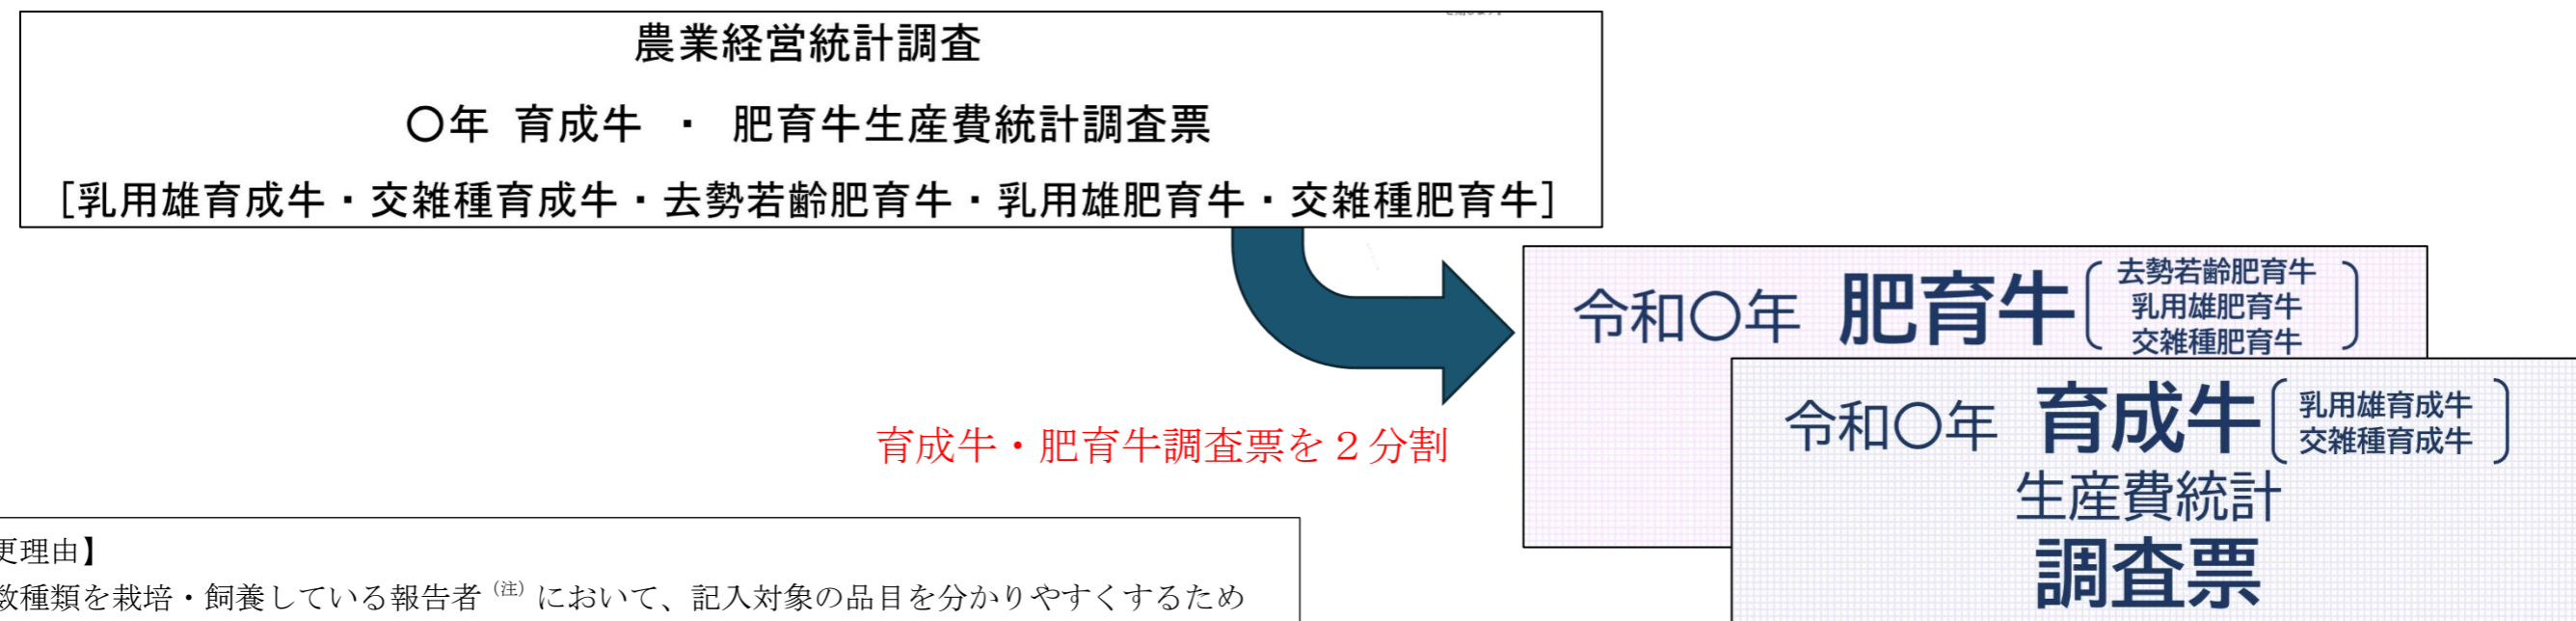 農業経営統計調査
〇年 育成牛 ・ 肥育牛生産費統計調査票
[乳用雄育成牛・交雑種育成牛・去勢若齢肥育牛・乳用雄肥育牛・交雑種肥育牛]
令和〇年 肥育牛
去勢若齢肥育牛
乳用雄肥育牛
交雑種肥育牛
令和〇年 育成牛
乳用雄育成牛
交雑種育成牛
生産費統計
調査票
育成牛・肥育牛調査票を２分割
更理由】
数種類を栽培・飼養している報告者（注）において、記入対象の品目を分かりやすくするため